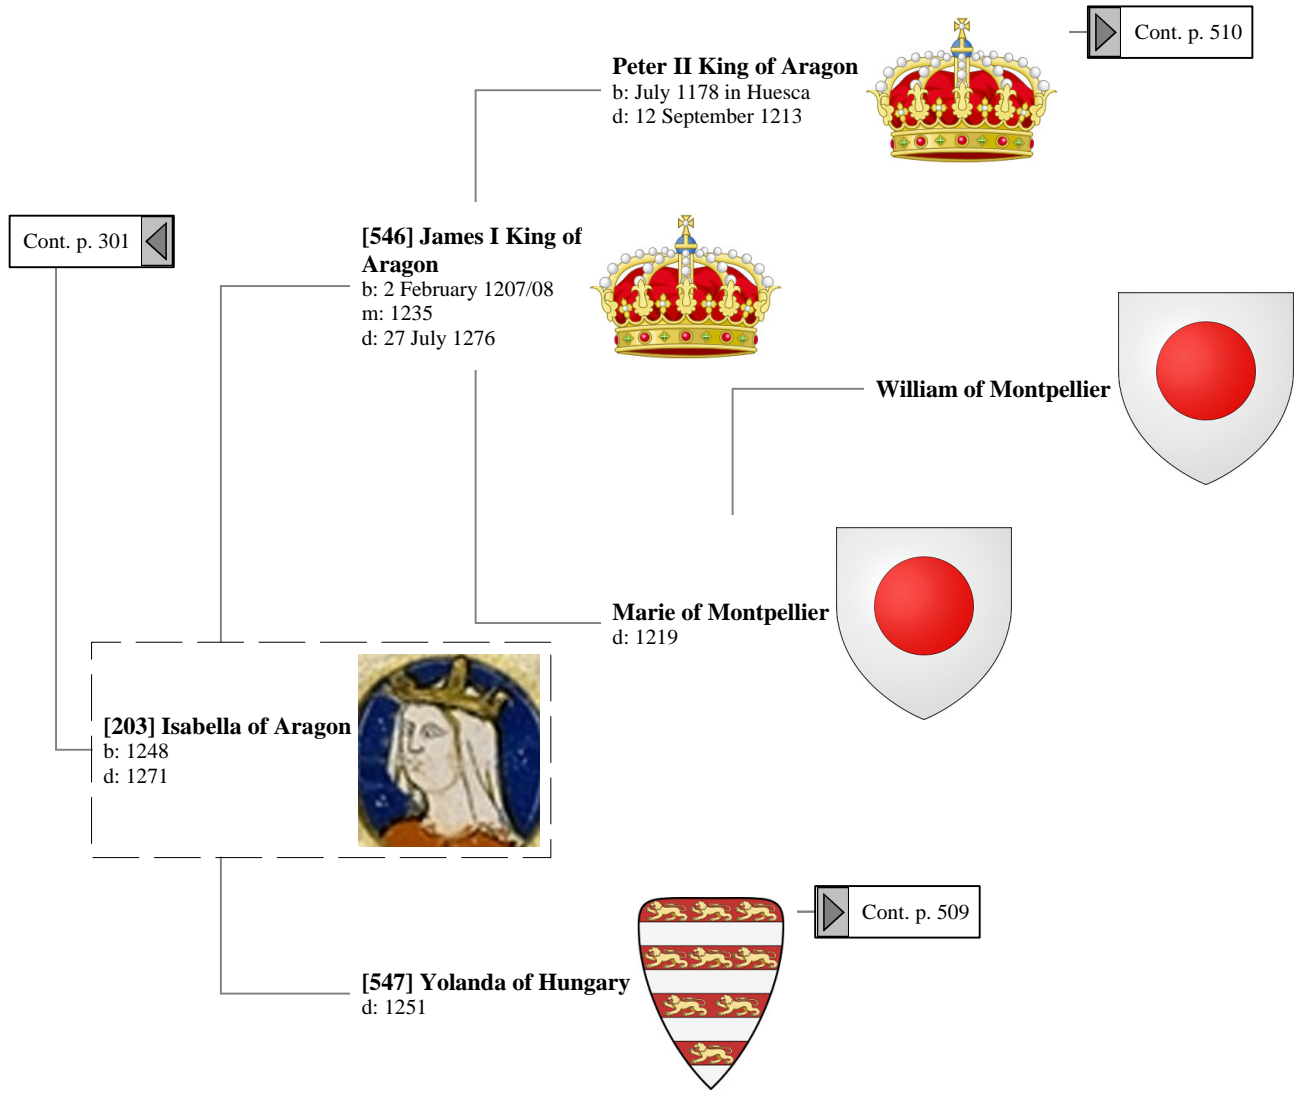 Peter II King of Aragon
b: July 1178 in Huesca
d: 12 September 1213
Cont. p. 510
Cont. p. 301
[546] James I King of
Aragon
b: 2 February 1207/08
m: 1235
d: 27 July 1276
William of Montpellier
Marie of Montpellier
d: 1219
[203] Isabella of Aragon
b: 1248
d: 1271
Cont. p. 509
[547] Yolanda of Hungary
d: 1251